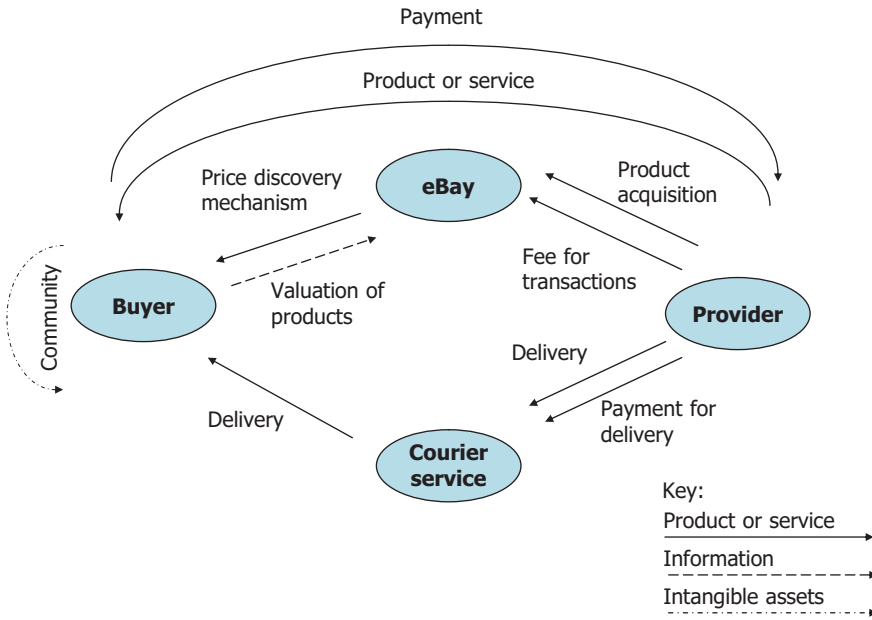 Payment
Product or service
Price discovery
mechanism
eBay
Product
acquisition
Fee for
transactions
Community
Buyer
Valuation of
products
Provider
Delivery
Payment for
delivery
Delivery
Courier
service
Key:
Product or service
Information
Intangible assets